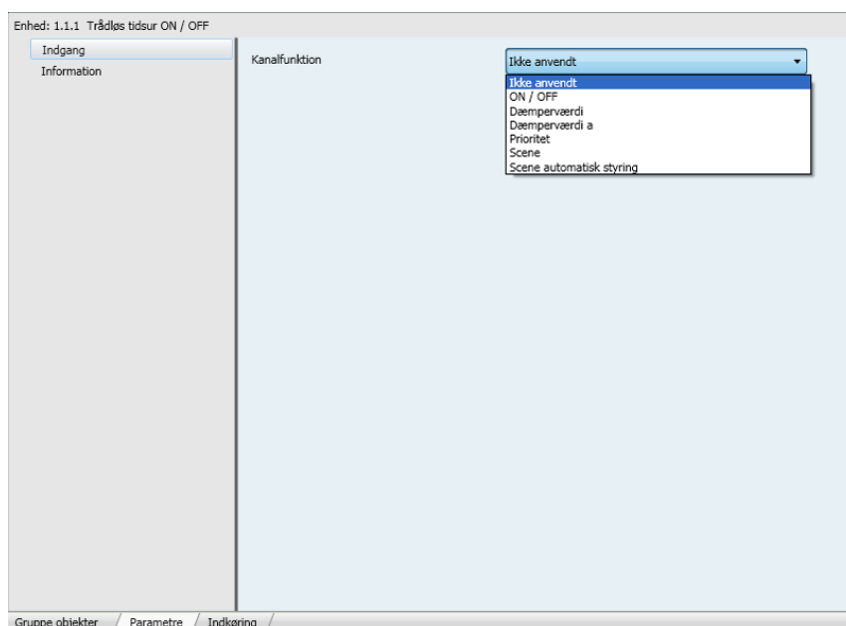 Enhed: 1.1.1 Trådløs tidsur ON / OFF
Indgang
Information
Kanalfunktion
Ikke anvendt
Ikke anvendt
ON / OFF
Dæmperværdi
Dæmperværdi a
Prioritet
Scene
Scene automatisk styring
Gruppe objekter / Parametre / Indkøring /